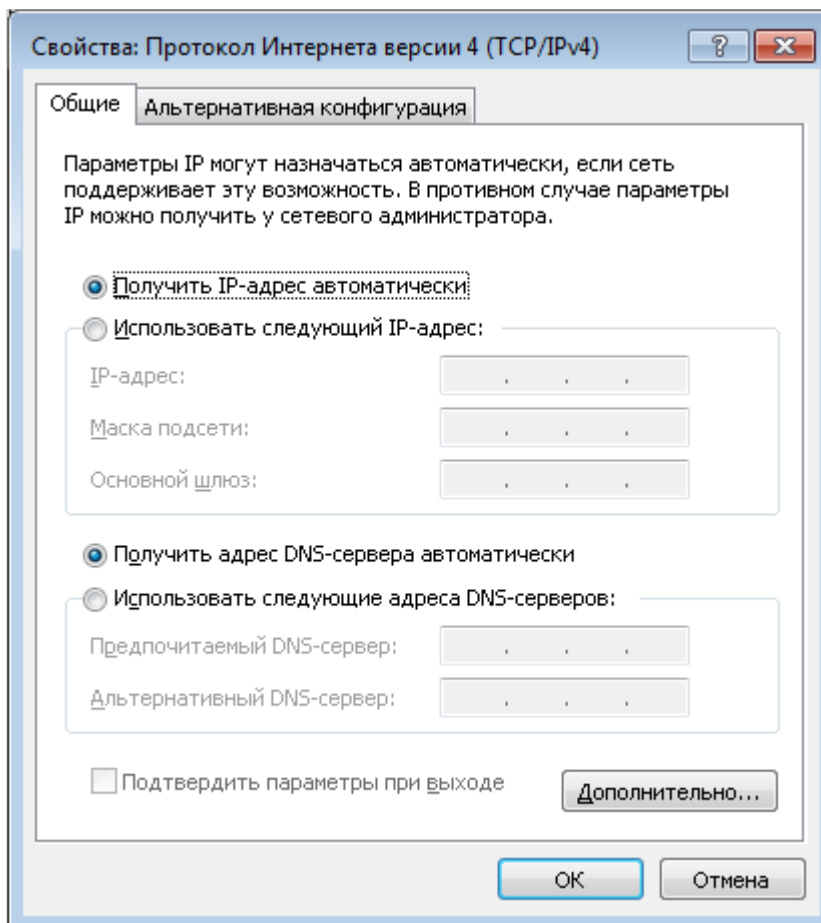 Свойства: Протокол Интернета версии 4 (TCP/IPv4)
Общие
Альтернативная конфигурация
Параметры IP могут назначаться автоматически, если сеть
поддерживает эту возможность. В противном случае параметры
IP можно получить у сетевого администратора.
Получить IP-адрес автоматически
Использовать следующий IP-адрес:
IP-адрес:
Маска подсети:
Основной шлюз:
Получить адрес DNS-сервера автоматически
Использовать следующие адреса DNS-серверов:
Предпочитаемый DNS-сервер:
Альтернативный DNS-сервер:
Подтвердить параметры при выходе
Дополнительно...
ОК
Отмена